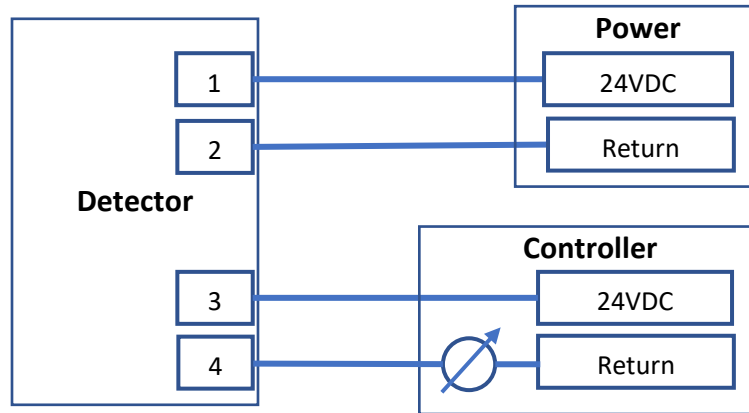 Power
1
24VDC
2
Return
Detector
Controller
3
24VDC
4
Return